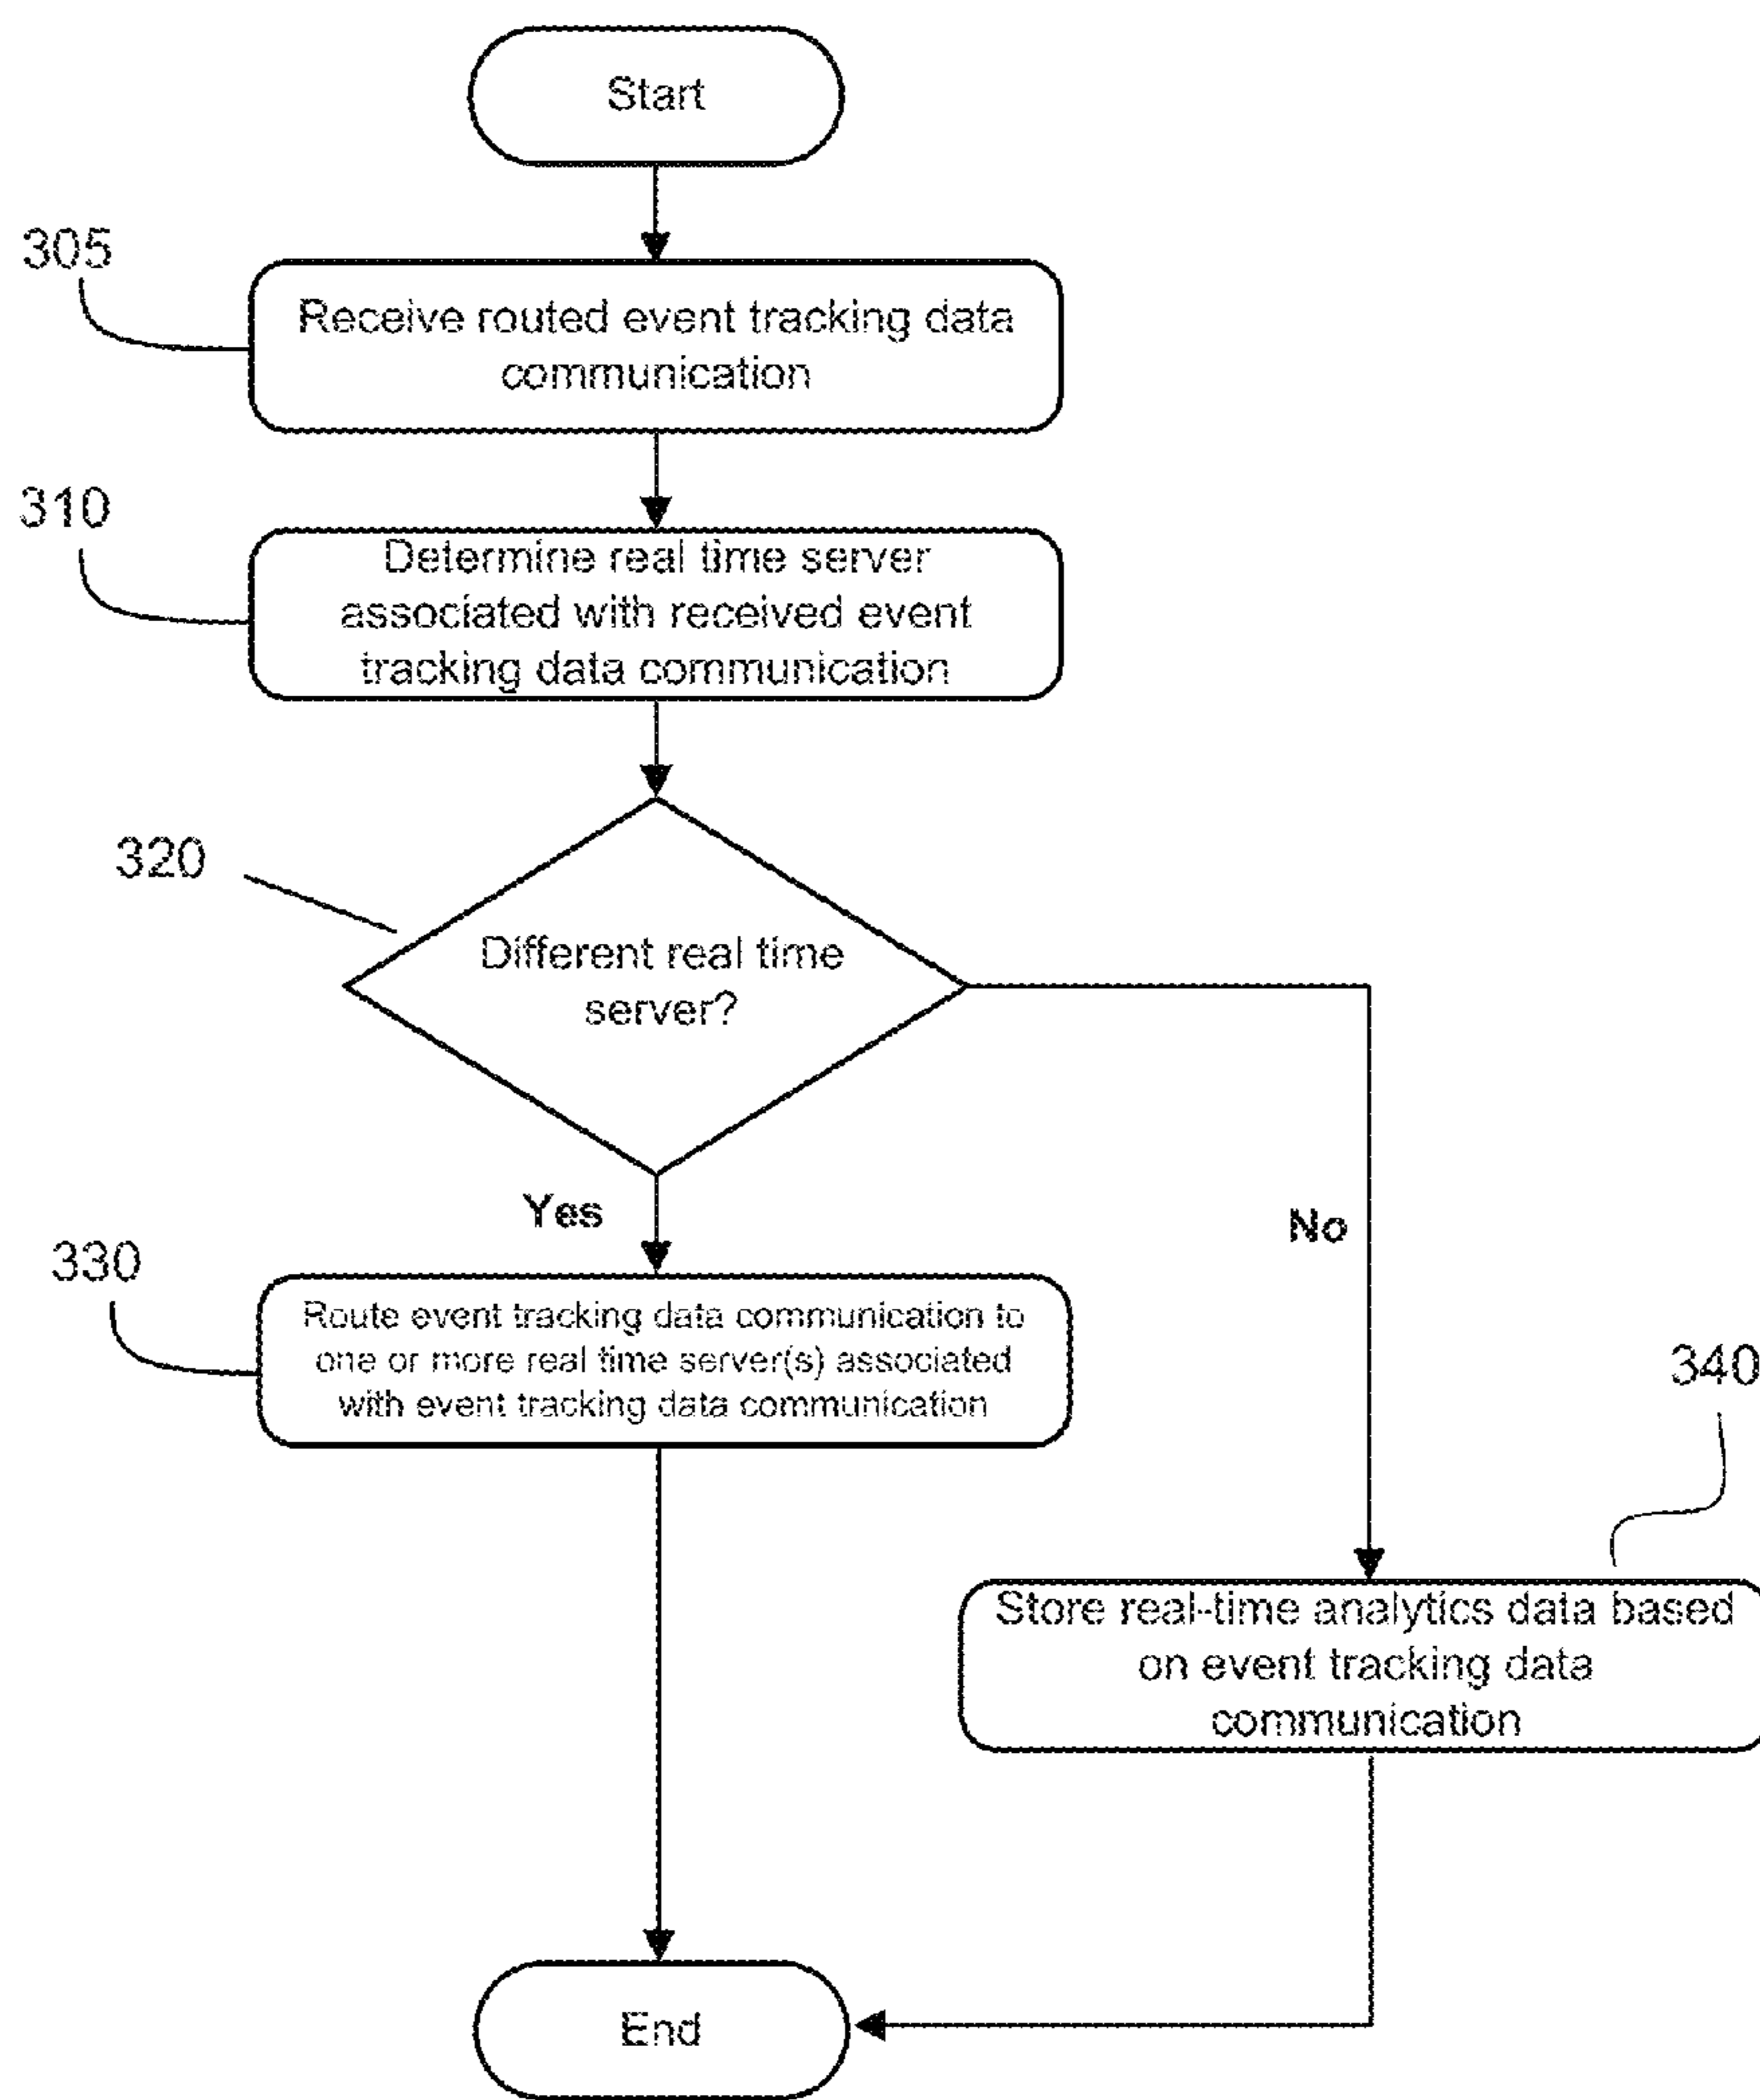 Start
305
Receive routed event tracking data
communication
310
Determine real time server
associated with received event
tracking data communication
320
Different real time
server?
Yes
No
330
Route event tracking data communication to
one or more real time server(s) associated
with event tracking data communication
340
Store real-time analytics data based
on event tracking data
communication
End